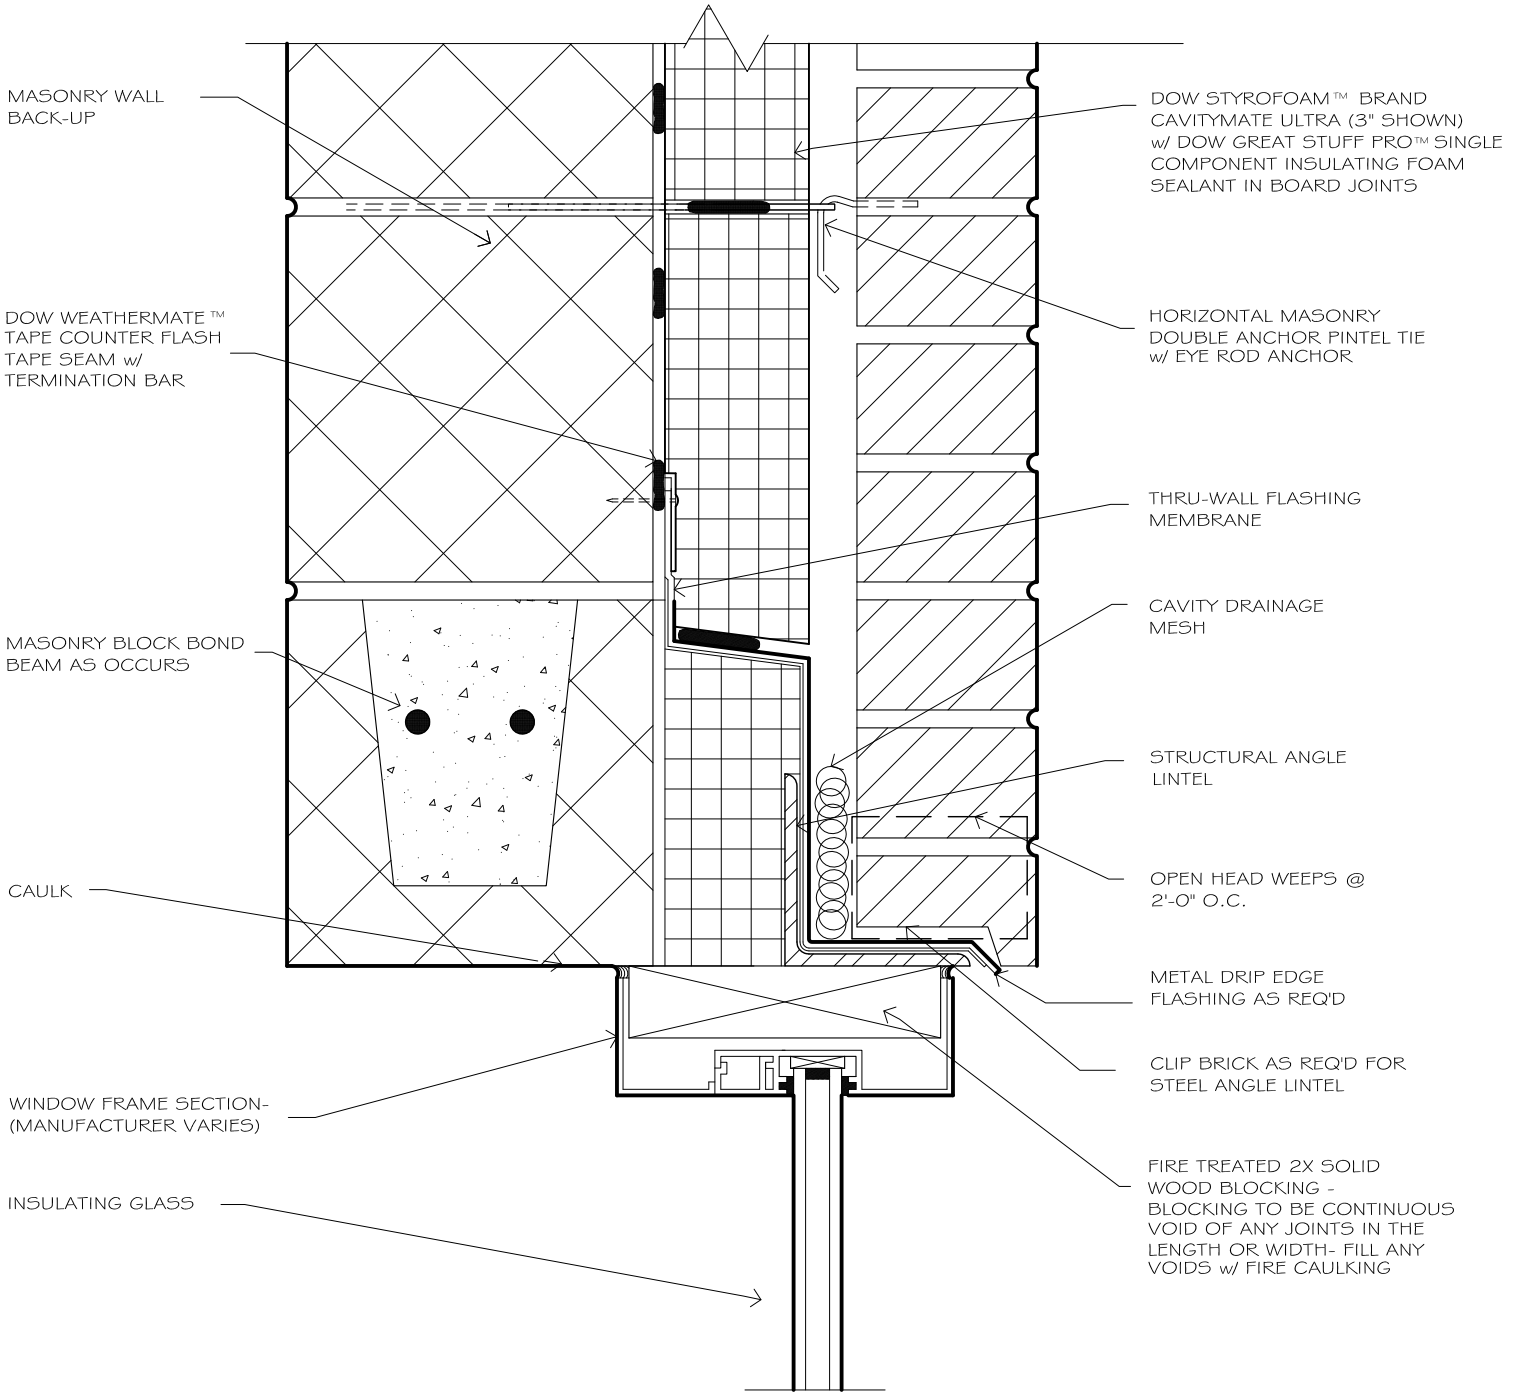 MASONRY WALL
BACK-UP
DOW WEATHERMATE™
TAPE COUNTER FLASH
TAPE SEAM w/
TERMINATION BAR
MASONRY BLOCK BOND
BEAM AS OCCURS
CAULK
WINDOW FRAME SECTION-
(MANUFACTURER VARIES)
INSULATING GLASS
DOW STYROFOAM™ BRAND
CAVITYMATE ULTRA (3" SHOWN)
w/ DOW GREAT STUFF PRO™ SINGLE
COMPONENT INSULATING FOAM
SEALANT IN BOARD JOINTS
HORIZONTAL MASONRY
DOUBLE ANCHOR PINTEL TIE
w/ EYE ROD ANCHOR
THRU-WALL FLASHING
MEMBRANE
CAVITY DRAINAGE
MESH
STRUCTURAL ANGLE
LINTEL
OPEN HEAD WEEPS @
2'-0" O.C.
METAL DRIP EDGE
FLASHING AS REQ'D
CLIP BRICK AS REQ'D FOR
STEEL ANGLE LINTEL
FIRE TREATED 2X SOLID
WOOD BLOCKING -
BLOCKING TO BE CONTINUOUS
VOID OF ANY JOINTS IN THE
LENGTH OR WIDTH- FILL ANY
VOIDS w/ FIRE CAULKING